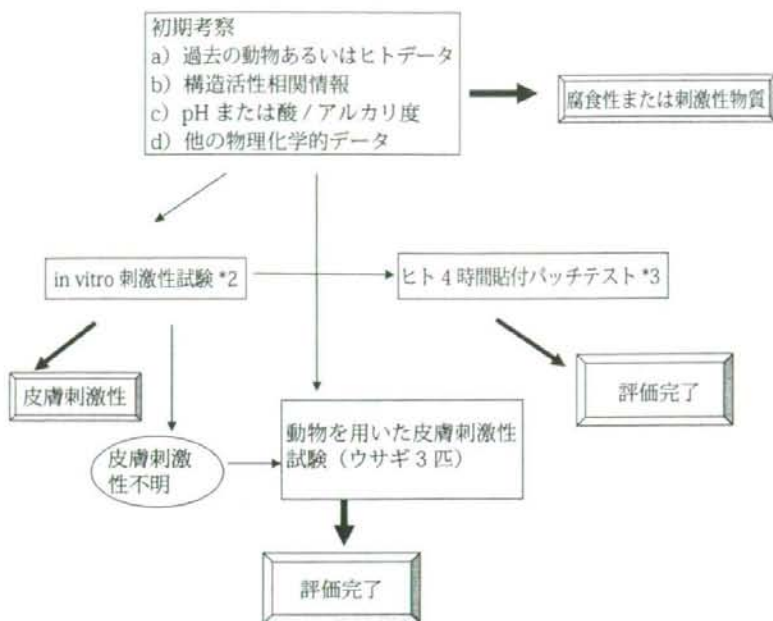 初期考察
a）過去の動物あるいはヒトデータ
b）構造活性相関情報
c）pH または酸 / アルカリ度
d）他の物理化学的データ
腐食性または刺激性物質
in vitro 刺激性試験 *2
ヒト 4 時間貼付パッチテスト *3
皮膚刺激性
評価完了
皮膚刺激
性不明
動物を用いた皮膚刺激性
試験（ウサギ 3 匹）
評価完了